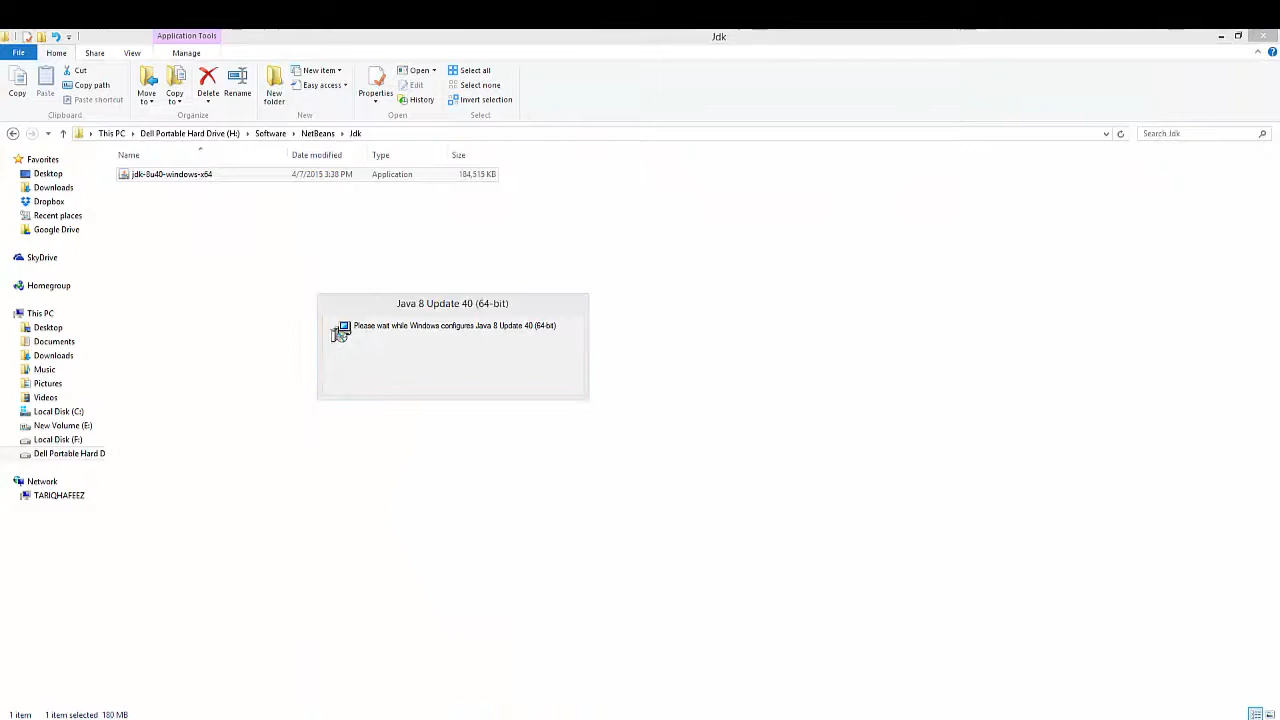 Application Tools
Jdk
File
Home
Share
View
Manage
Copy
Paste
Cut
Copy path
Paste shortcut
Clipboard
Move to
Copy to
Delete
Rename
Organize
New folder
New item
Easy access
New
Properties
Open
Edit
History
Open
Select all
Select none
Invert selection
Select
This PC
Dell Portable Hard Drive (H:)
Software
NetBeans
Jdk
Search Jdk
Name
Date modified
Type
Size
jdk-8u40-windows-x64
4/7/2015 3:38 PM
Application
184,515 KB
Favorites
Desktop
Downloads
Dropbox
Recent places
Google Drive
SkyDrive
Homegroup
This PC
Desktop
Documents
Downloads
Music
Pictures
Videos
Local Disk (C:)
New Volume (E:)
Local Disk (F:)
Dell Portable Hard D
Network
TARIQHAFEEZ
Java 8 Update 40 (64-bit)
Please wait while Windows configures Java 8 Update 40 (64-bit)
1 item
1 item selected 180 MB